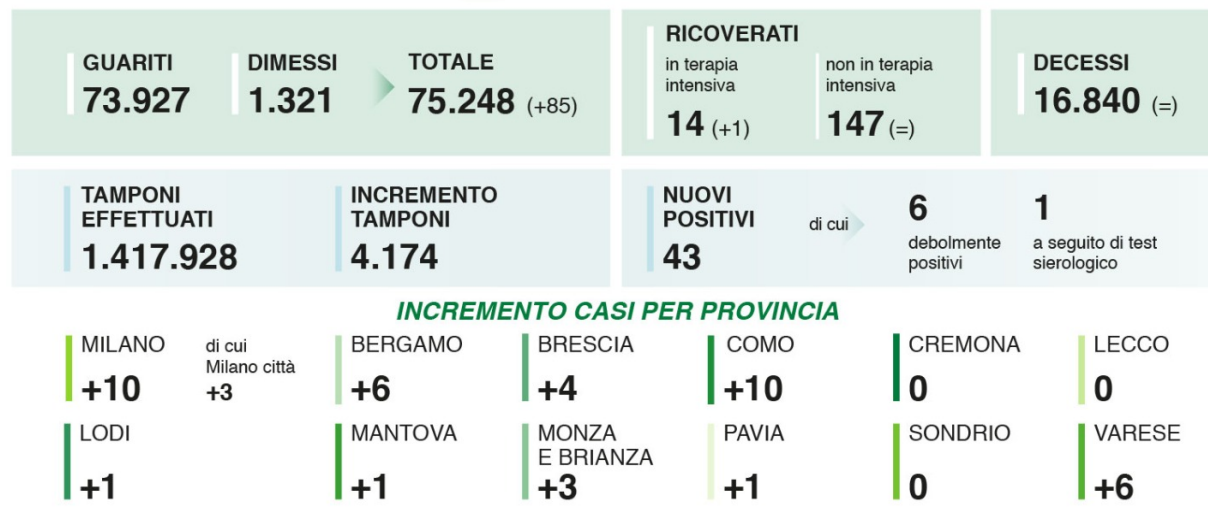 GUARITI
73.927
DIMESSI
1.321
TOTALE
75.248 (+85)
RICOVERATI
in terapia
intensiva
14 (+1)
non in terapia
intensiva
147 (=)
DECESSI
16.840 (=)
TAMPONI
EFFETTUATI
1.417.928
INCREMENTO
TAMPONI
4.174
NUOVI
POSITIVI
43
di cui
6
debolmente
positivi
1
a seguito di test
sierologico
INCREMENTO CASI PER PROVINCIA
MILANO
+10
di cui
Milano città
+3
BERGAMO
+6
BRESCIA
+4
COMO
+10
CREMONA
0
LECCO
0
LODI
+1
MANTOVA
+1
MONZA
E BRIANZA
+3
PAVIA
+1
SONDRIO
0
VARESE
+6